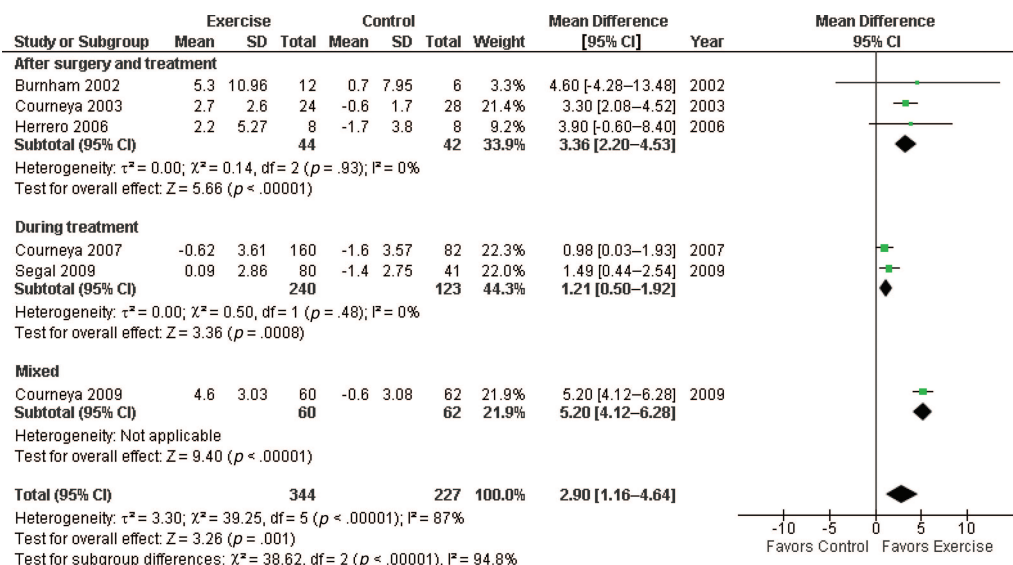 Exercise Control Mean Difference Mean Difference
Study or Subgroup Mean SD Total Mean SD Total Weight [95% CI] Year 95% CI
After surgery and treatment
Burnham 2002 5.3 10.96 12 0.7 7.95 6 3.3% 4.60 [-4.28–13.48] 2002
Courneya 2003 2.7 2.6 24 -0.6 1.7 28 21.4% 3.30 [2.08–4.52] 2003
Herrero 2006 2.2 5.27 8 -1.7 3.8 8 9.2% 3.90 [-0.60–8.40] 2006
Subtotal (95% CI) 44 42 33.9% 3.36 [2.20–4.53]
Heterogeneity: τ² = 0.00; χ² = 0.14, df = 2 (p = .93); I² = 0%
Test for overall effect: Z = 5.66 (p < .00001)
During treatment
Courneya 2007 -0.62 3.61 160 -1.6 3.57 82 22.3% 0.98 [0.03–1.93] 2007
Segal 2009 0.09 2.86 80 -1.4 2.75 41 22.0% 1.49 [0.44–2.54] 2009
Subtotal (95% CI) 240 123 44.3% 1.21 [0.50–1.92]
Heterogeneity: τ² = 0.00; χ² = 0.50, df = 1 (p = .48); I² = 0%
Test for overall effect: Z = 3.36 (p = .0008)
Mixed
Courneya 2009 4.6 3.03 60 -0.6 3.08 62 21.9% 5.20 [4.12–6.28] 2009
Subtotal (95% CI) 60 62 21.9% 5.20 [4.12–6.28]
Heterogeneity: Not applicable
Test for overall effect: Z = 9.40 (p < .00001)
Total (95% CI) 344 227 100.0% 2.90 [1.16–4.64]
Heterogeneity: τ² = 3.30; χ² = 39.25, df = 5 (p < .00001); I² = 87%
Test for overall effect: Z = 3.26 (p = .001)
Test for subgroup differences: χ² = 38.62, df = 2 (p < .00001), I² = 94.8%
-10 -5 0 5 10
Favors Control Favors Exercise